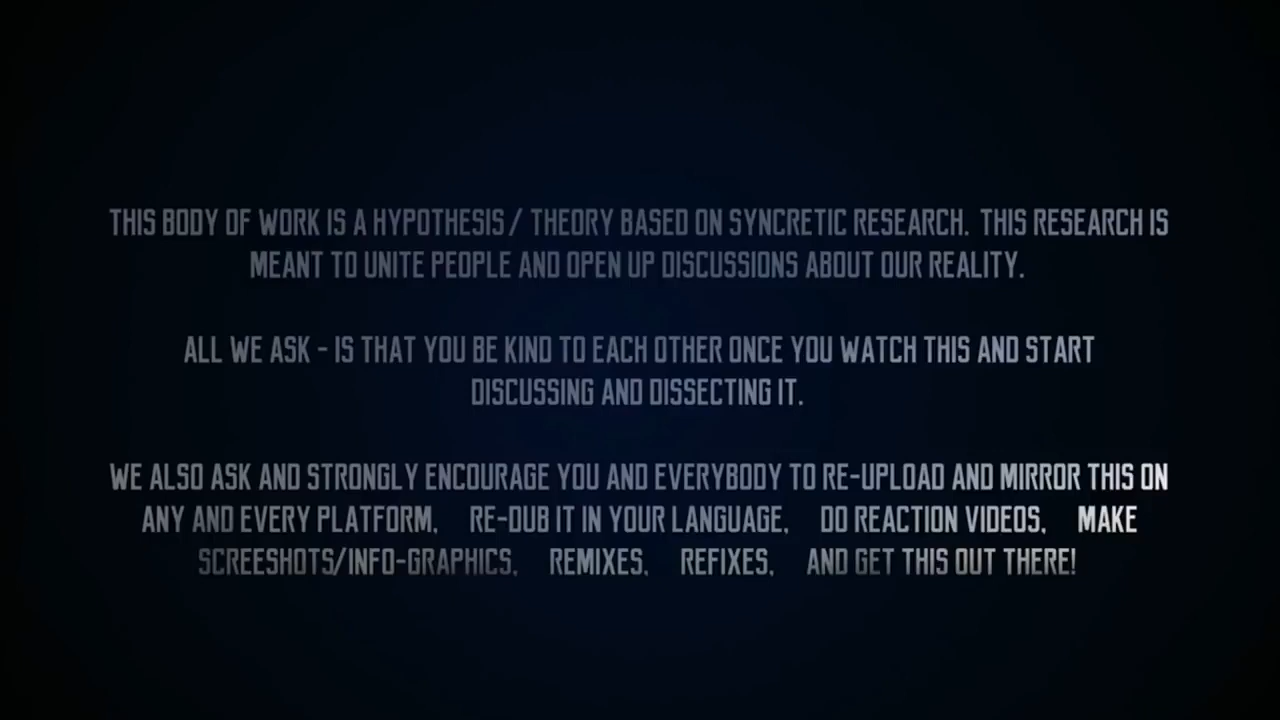 THIS BODY OF WORK IS A HYPOTHESIS / THEORY BASED ON SYNCRETIC RESEARCH. THIS RESEARCH IS
MEANT TO UNITE PEOPLE AND OPEN UP DISCUSSIONS ABOUT OUR REALITY.
ALL WE ASK - IS THAT YOU BE KIND TO EACH OTHER ONCE YOU WATCH THIS AND START
DISCUSSING AND DISSECTING IT.
WE ALSO ASK AND STRONGLY ENCOURAGE YOU AND EVERYBODY TO RE-UPLOAD AND MIRROR THIS ON
ANY AND EVERY PLATFORM, RE-DUB IT IN YOUR LANGUAGE, DO REACTION VIDEOS, MAKE
SCREESHOTS/INFO-GRAPHICS, REMIXES, REFIXES, AND GET THIS OUT THERE!